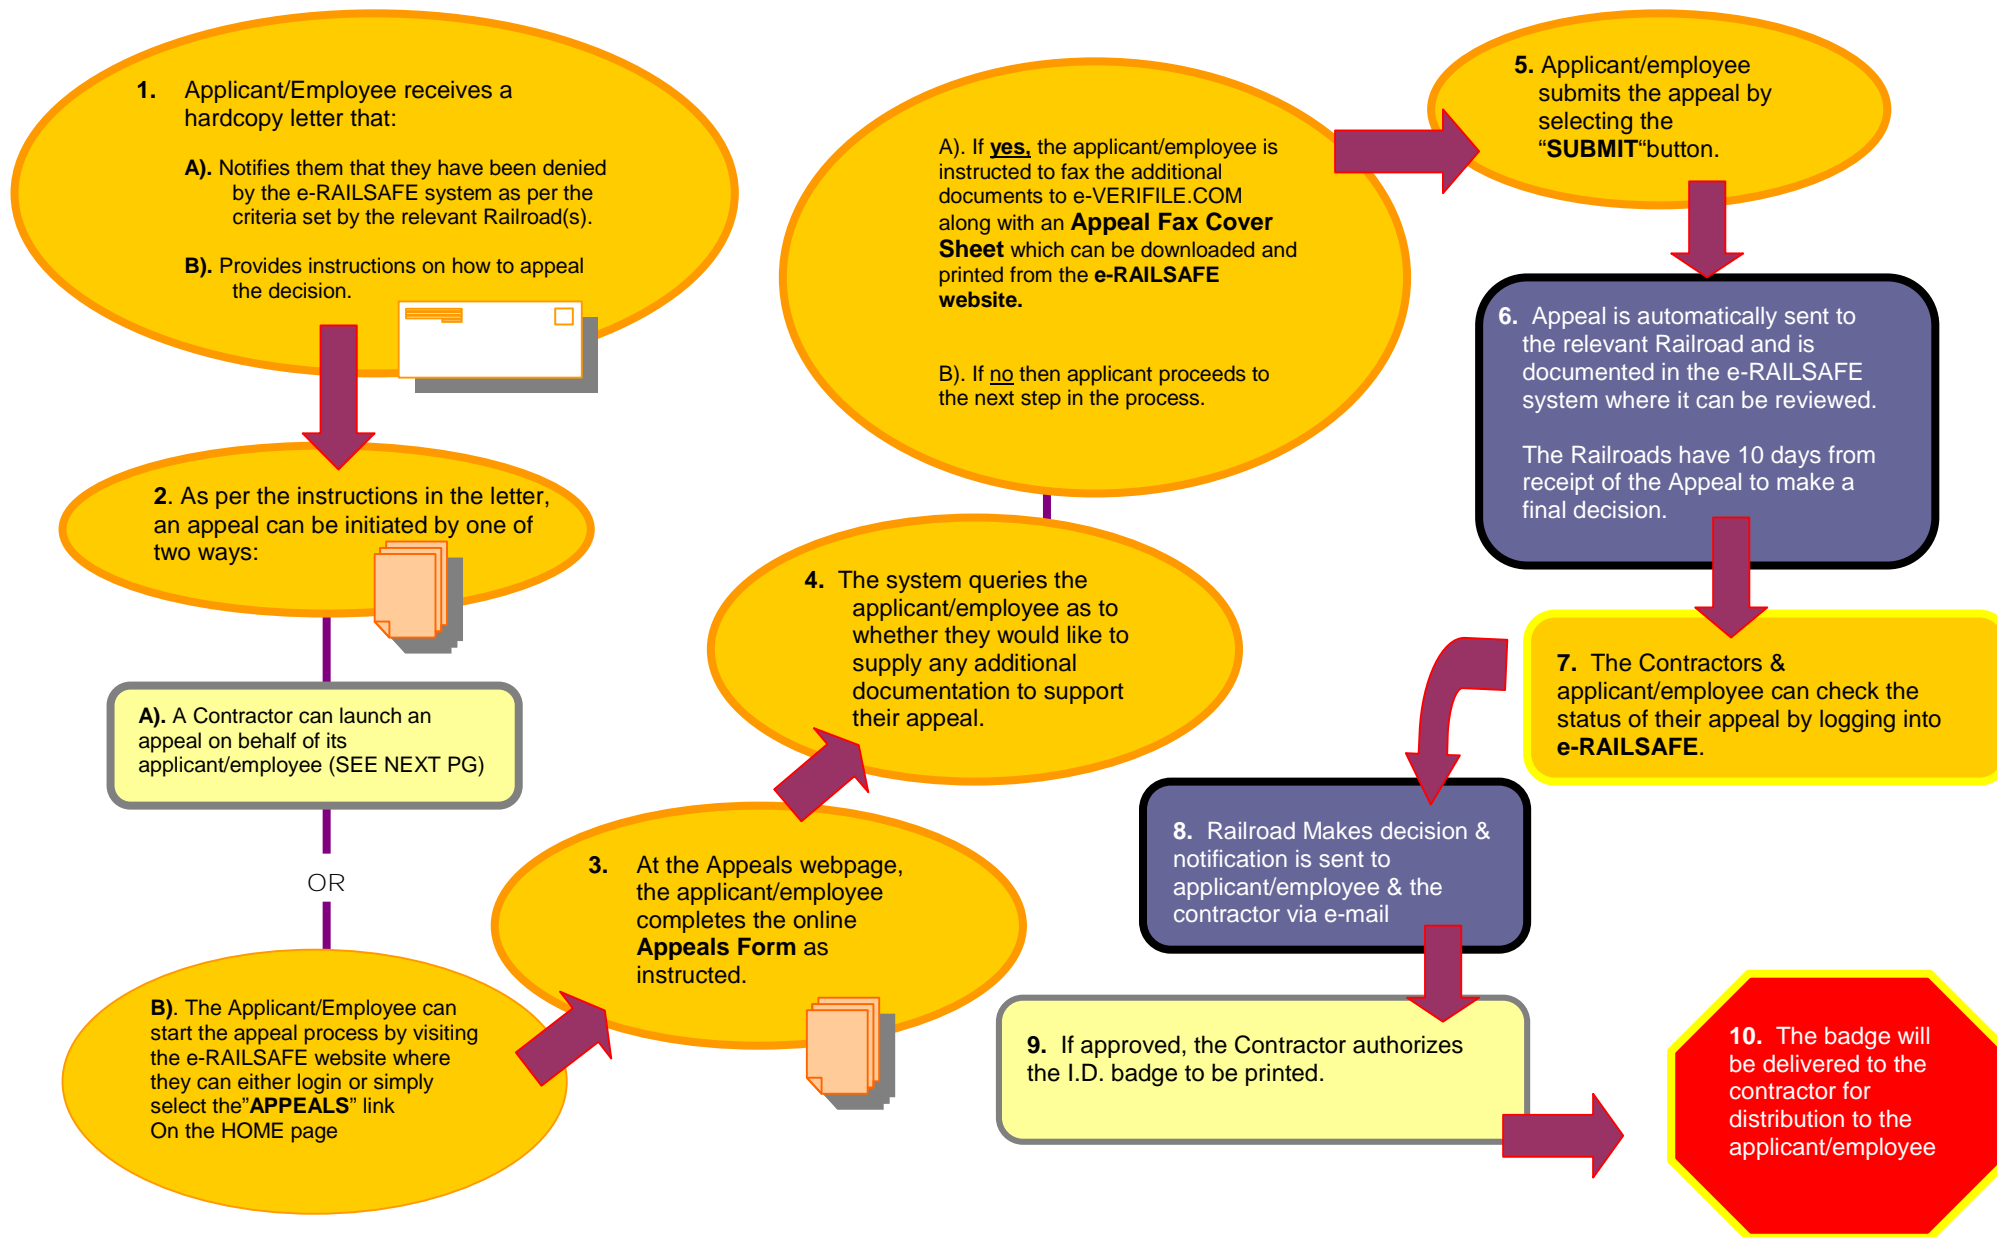 1. Applicant/Employee receives a
hardcopy letter that:
A). Notifies them that they have been denied
by the e-RAILSAFE system as per the
criteria set by the relevant Railroad(s).
B). Provides instructions on how to appeal
the decision.
2. As per the instructions in the letter,
an appeal can be initiated by one of
two ways:
A). A Contractor can launch an
appeal on behalf of its
applicant/employee (SEE NEXT PG)
OR
B). The Applicant/Employee can
start the appeal process by visiting
the e-RAILSAFE website where
they can either login or simply
select the”APPEALS” link
On the HOME page
3. At the Appeals webpage,
the applicant/employee
completes the online
Appeals Form as
instructed.
4. The system queries the
applicant/employee as to
whether they would like to
supply any additional
documentation to support
their appeal.
A). If yes, the applicant/employee is
instructed to fax the additional
documents to e-VERIFILE.COM
along with an Appeal Fax Cover
Sheet which can be downloaded and
printed from the e-RAILSAFE
website.
B). If no then applicant proceeds to
the next step in the process.
5. Applicant/employee
submits the appeal by
selecting the
“SUBMIT“button.
6. Appeal is automatically sent to
the relevant Railroad and is
documented in the e-RAILSAFE
system where it can be reviewed.
The Railroads have 10 days from
receipt of the Appeal to make a
final decision.
7. The Contractors &
applicant/employee can check the
status of their appeal by logging into
e-RAILSAFE.
8. Railroad Makes decision &
notification is sent to
applicant/employee & the
contractor via e-mail
9. If approved, the Contractor authorizes
the I.D. badge to be printed.
10. The badge will
be delivered to the
contractor for
distribution to the
applicant/employee